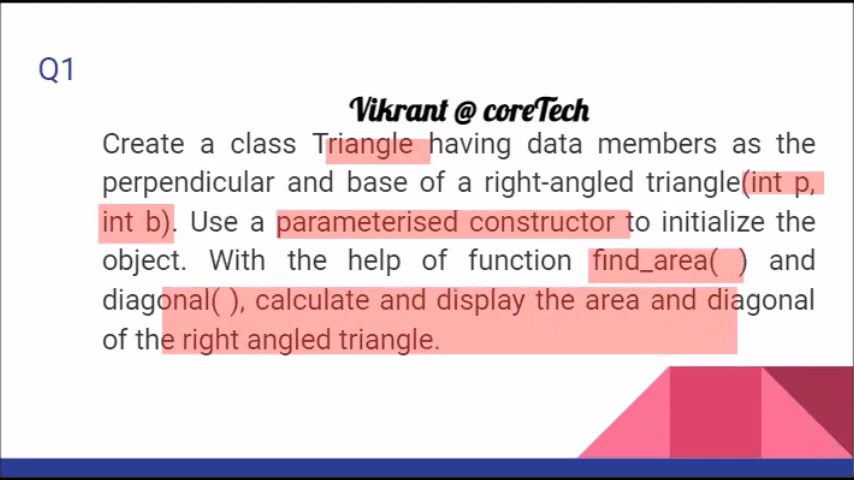 Q1
Vikrant @ coreTech
Create a class Triangle having data members as the
perpendicular and base of a right-angled triangle(int p,
int b). Use a parameterised constructor to initialize the
object. With the help of function find_area( ) and
diagonal( ), calculate and display the area and diagonal
of the right angled triangle.